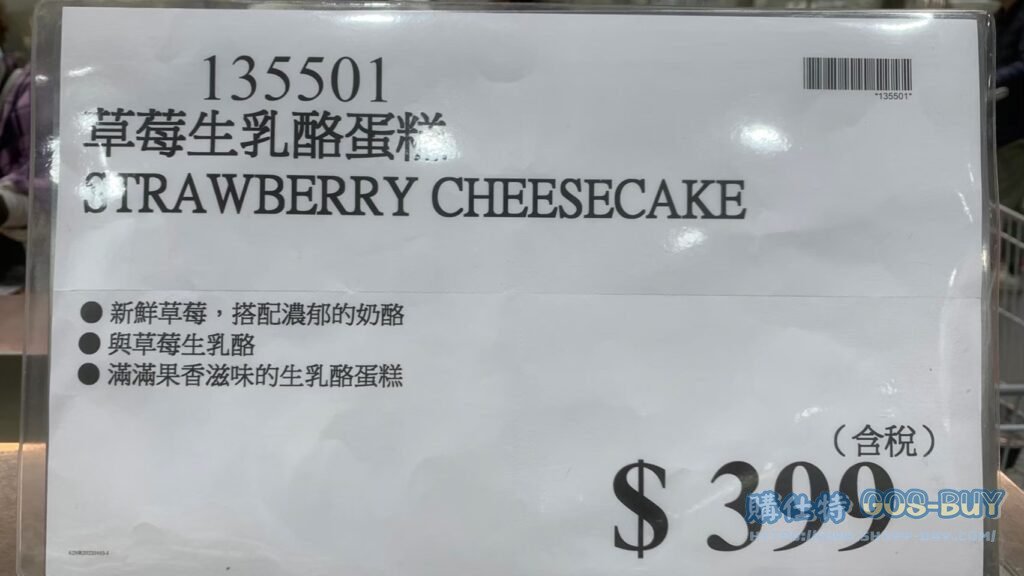 135501
"135501"
草莓生乳酪蛋糕
STRAWBERRY CHEESECAKE
● 新鮮草莓，搭配濃郁的奶酪
● 與草莓生乳酪
● 滿滿果香滋味的生乳酪蛋糕
（含稅）
$ 399
購仕特 GOS-BUY